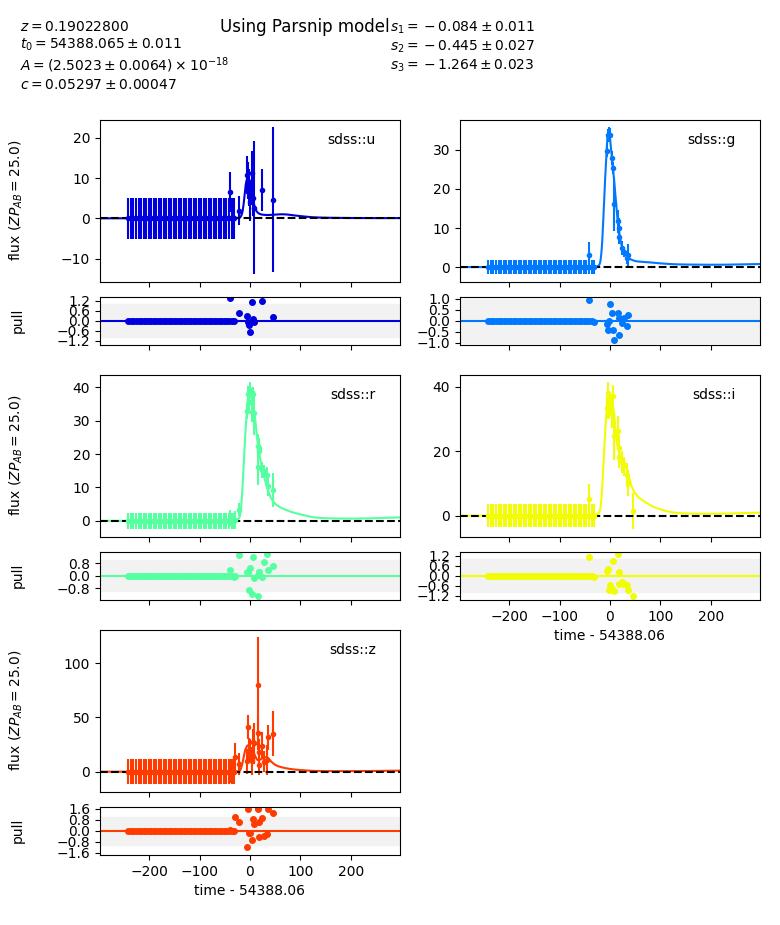 Using Parsnip model
z = 0.19022800
t₀ = 54388.065 ± 0.011
A = (2.5023 ± 0.0064) × 10⁻¹⁸
c = 0.05297 ± 0.00047
s₁ = −0.084 ± 0.011
s₂ = −0.445 ± 0.027
s₃ = −1.264 ± 0.023
flux (ZP_AB = 25.0)
20
10
0
−10
sdss::u
30
20
10
0
sdss::g
pull
1.2
0.6
0.0
−0.6
−1.2
1.0
0.5
0.0
−0.5
−1.0
flux (ZP_AB = 25.0)
40
30
20
10
0
sdss::r
40
20
0
sdss::i
pull
0.8
0.0
−0.8
1.2
0.6
0.0
−0.6
−1.2
−200 −100 0 100 200
time - 54388.06
flux (ZP_AB = 25.0)
100
50
0
sdss::z
pull
1.6
0.8
0.0
−0.8
−1.6
−200 −100 0 100 200
time - 54388.06